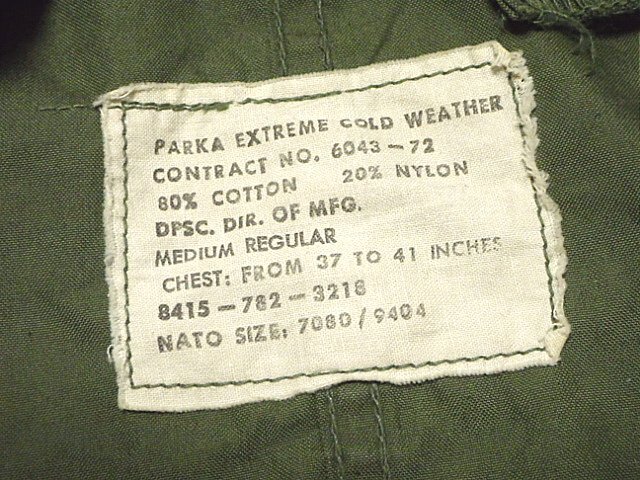 PARKA EXTREME COLD WEATHER
CONTRACT NO. 6043-72
80% COTTON 20% NYLON
DPSC. DIR. OF MFG.
MEDIUM REGULAR
CHEST: FROM 37 TO 41 INCHES
8415-782-3218
NATO SIZE: 7080/9404